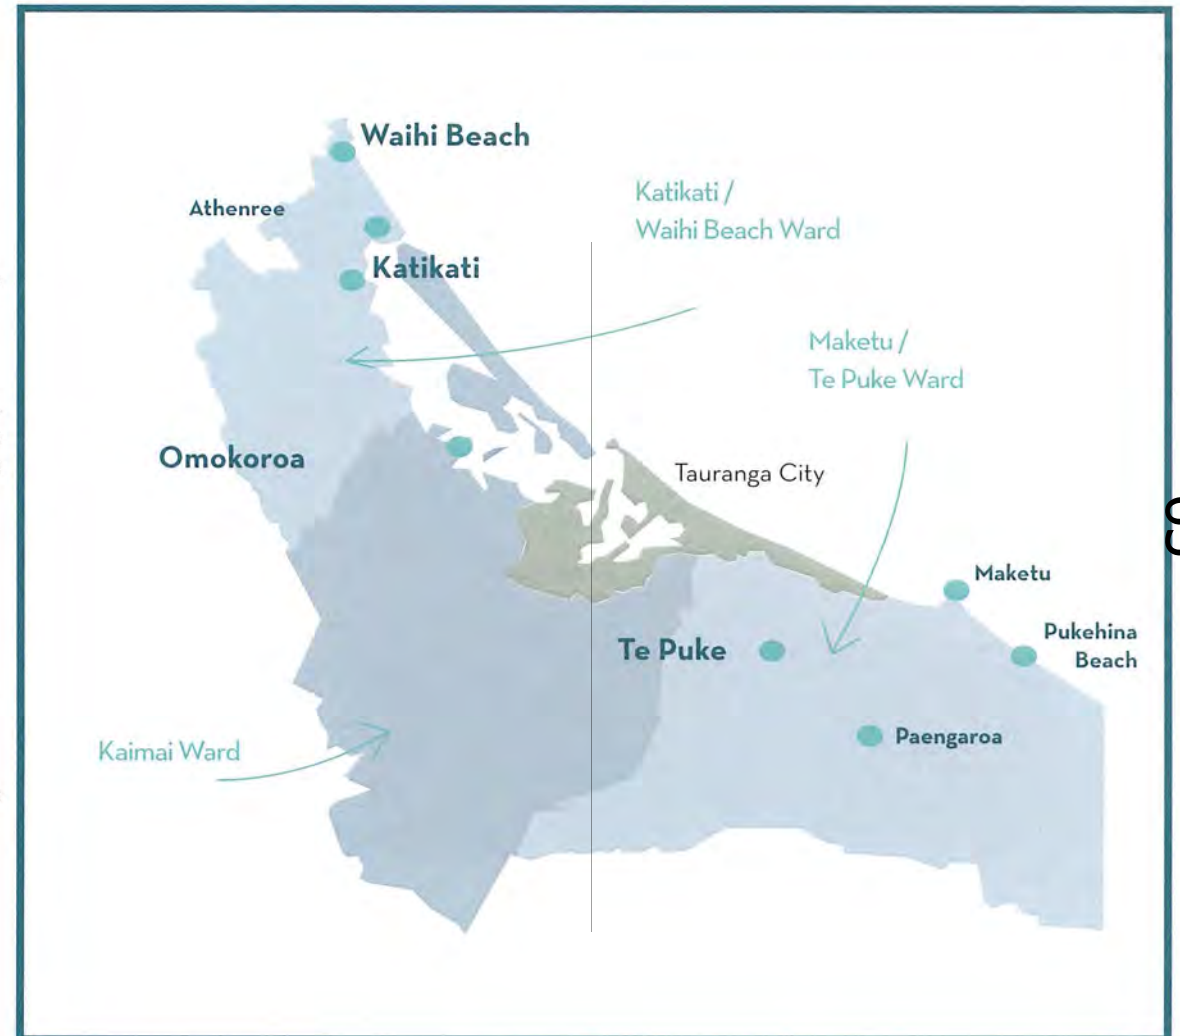 Waihi Beach
Athenree
Katikati /
Waihi Beach Ward
Katikati
Maketu /
Te Puke Ward
Omokoroa
Tauranga City
Maketu
Te Puke
Pukehina
Beach
Paengaroa
Kaimai Ward